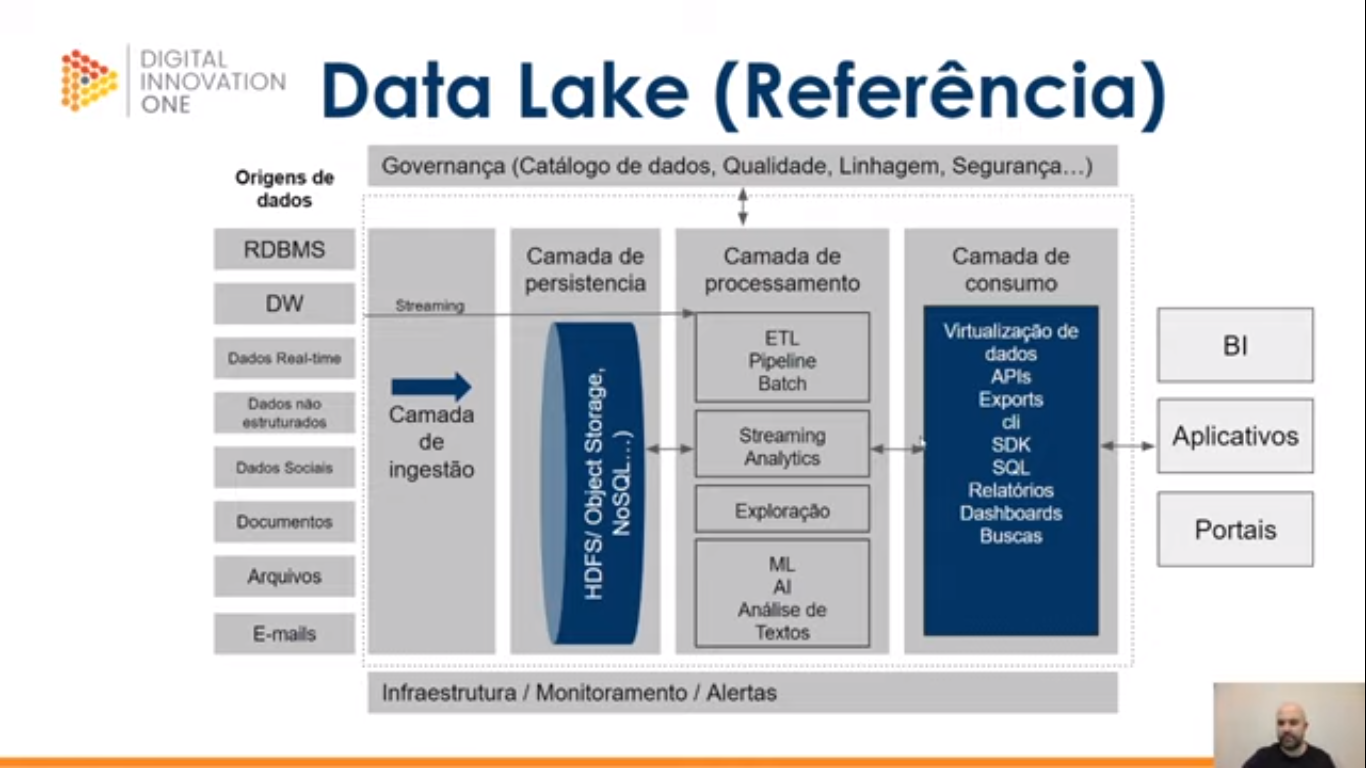 DIGITAL
INNOVATION
ONE
Data Lake (Referência)
Governança (Catálogo de dados, Qualidade, Linhagem, Segurança...)
Origens de
dados
RDBMS
DW
Dados Real-time
Dados não
estruturados
Dados Sociais
Documentos
Arquivos
E-mails
Streaming
Camada
de
ingestão
Camada de
persistencia
HDFS/ Object Storage,
NoSQL...)
Camada de
processamento
ETL
Pipeline
Batch
Streaming
Analytics
Exploração
ML
AI
Análise de
Textos
Camada de
consumo
Virtualização de
dados
APIs
Exports
cli
SDK
SQL
Relatórios
Dashboards
Buscas
BI
Aplicativos
Portais
Infraestrutura / Monitoramento / Alertas